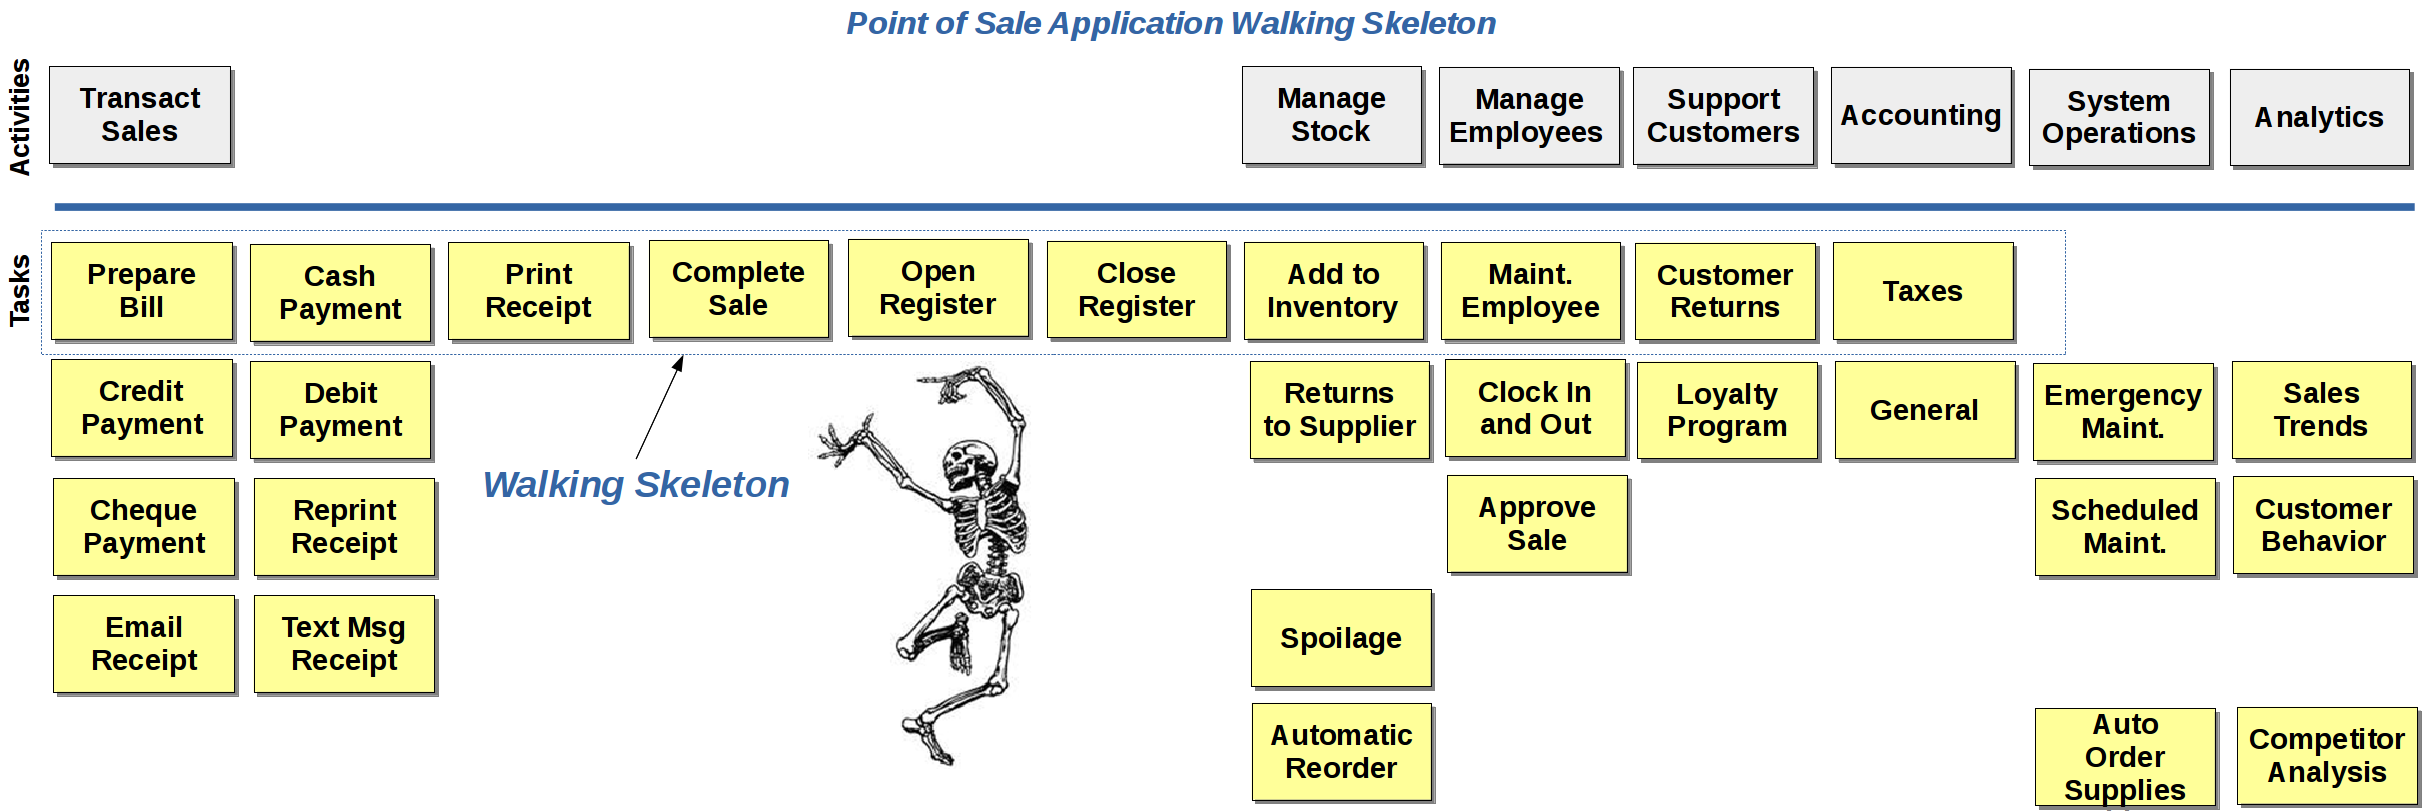 Point of Sale Application Walking Skeleton
Activities
Transact
Sales
Manage
Stock
Manage
Employees
Support
Customers
Accounting
System
Operations
Analytics
Tasks
Prepare
Bill
Cash
Payment
Print
Receipt
Complete
Sale
Open
Register
Close
Register
Add to
Inventory
Maint.
Employee
Customer
Returns
Taxes
Credit
Payment
Debit
Payment
Returns
to Supplier
Clock In
and Out
Loyalty
Program
General
Emergency
Maint.
Sales
Trends
Walking Skeleton
Cheque
Payment
Reprint
Receipt
Approve
Sale
Scheduled
Maint.
Customer
Behavior
Email
Receipt
Text Msg
Receipt
Spoilage
Automatic
Reorder
Auto
Order
Supplies
Competitor
Analysis